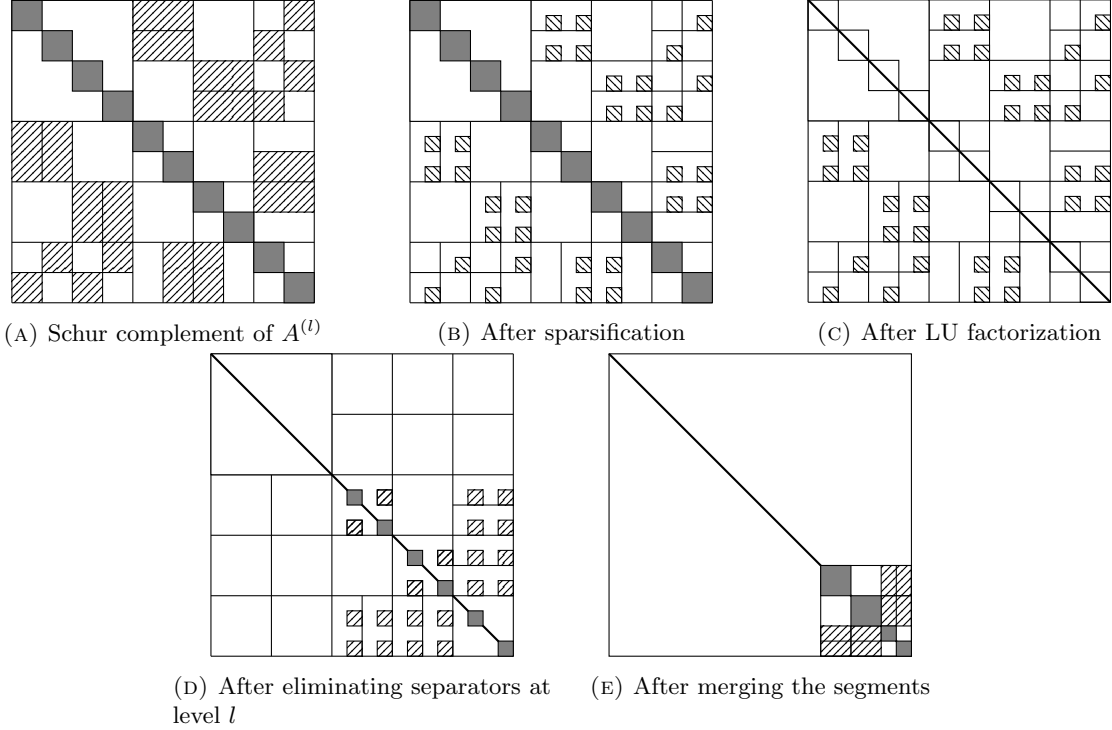 (A) Schur complement of A^{(l)}
(B) After sparsification
(C) After LU factorization
(D) After eliminating separators at
level l
(E) After merging the segments